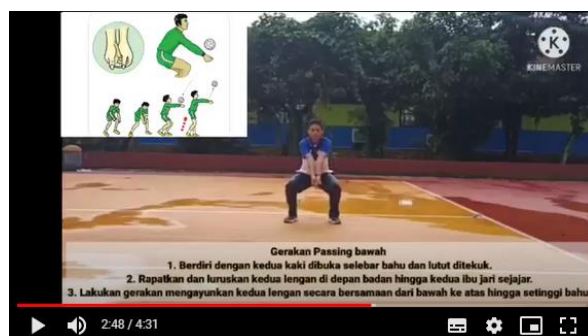 K
KINEMASTER
Gerakan Passing bawah
1. Berdiri dengan kedua kaki dibuka selebar bahu dan lutut ditekuk.
2. Rapatkan dan luruskan kedua lengan di depan badan hingga kedua ibu jari sejajar.
3. Lakukan gerakan mengayunkan kedua lengan secara bersamaan dari bawah ke atas hingga setinggi bahu
2:48 / 4:31